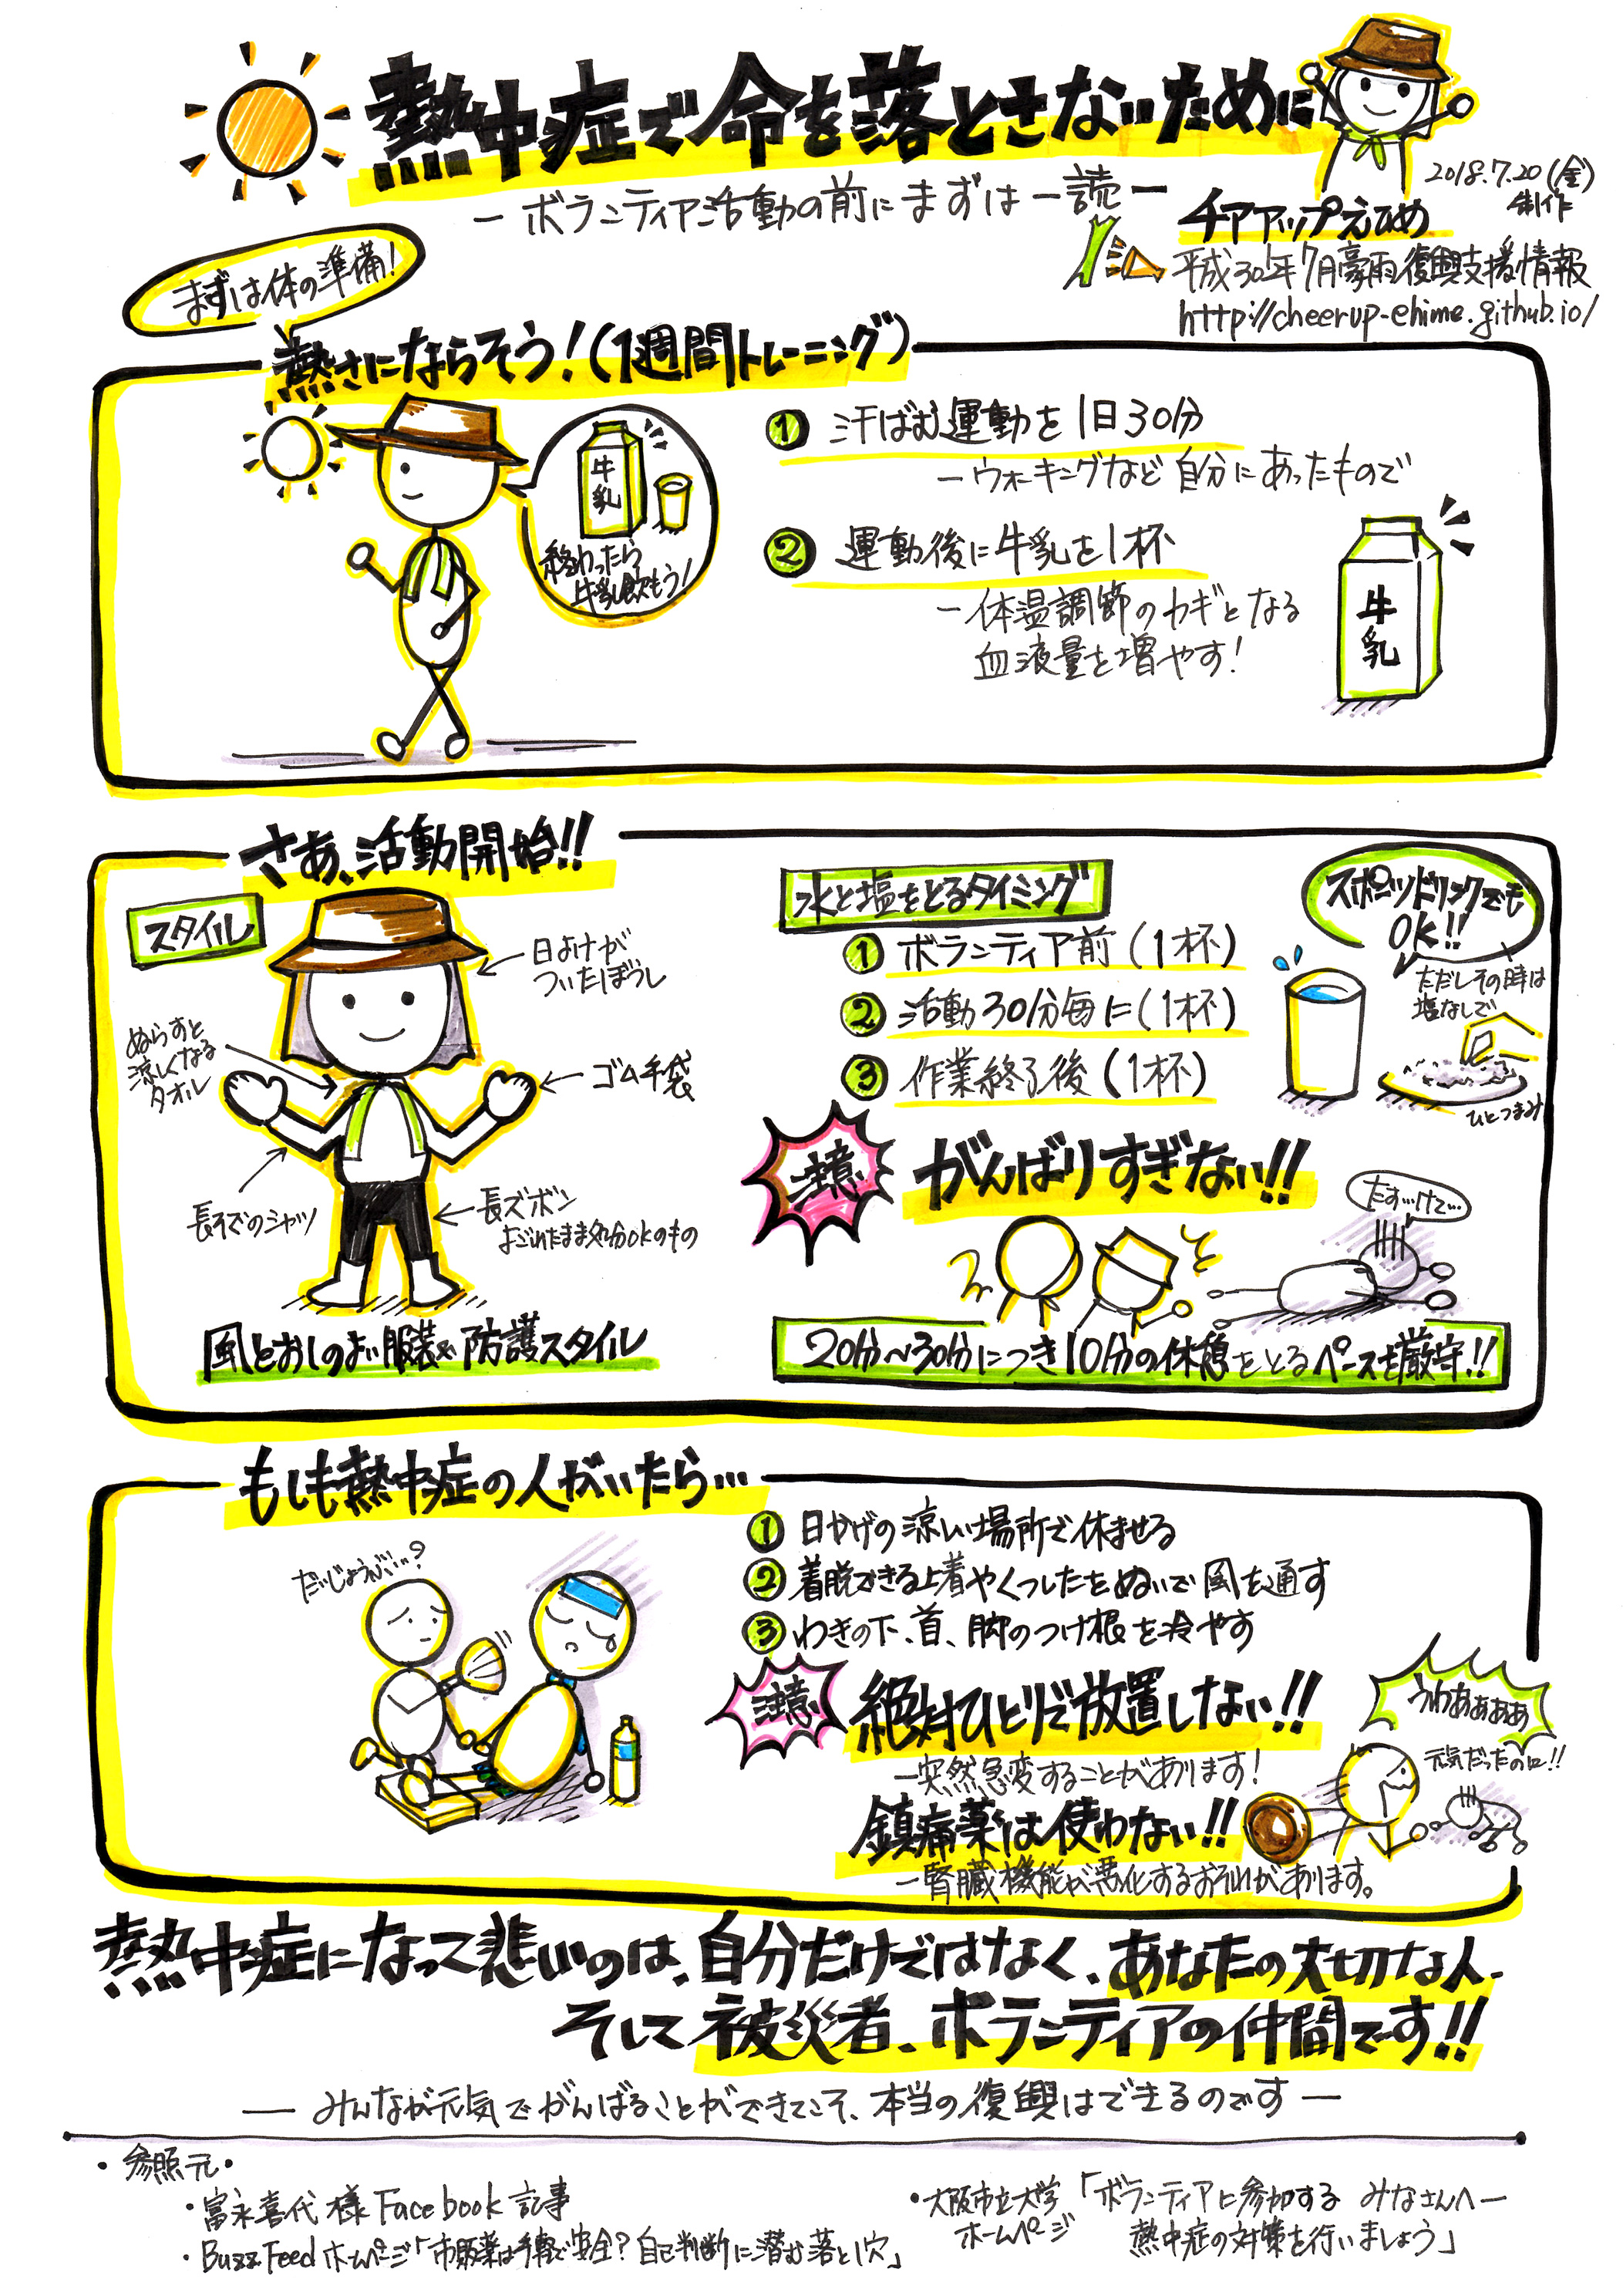 熱中症で命を落とさないために
－ボランティア活動の前にまずは一読－
2018.7.20(金)
制作
チアアップえひめ
平成30年7月豪雨復興支援情報
http://cheerup-ehime.github.io/
まずは体の準備!
熱さにならそう!(1週間トレーニング)
牛乳
終わったら
牛乳飲もう!
① 汗ばむ運動を1日30分
－ウォーキングなど自分にあったもので
② 運動後に牛乳を1杯
－体温調節のカギとなる
血液量を増やす!
牛乳
さあ、活動開始!!
スタイル
日よけが
ついたぼうし
ぬらすと
涼しくなる
タオル
ゴム手袋
長そでのシャツ
長ズボン
よごれたまま処分OKのもの
風とおしのよい服装で防護スタイル
水と塩をとるタイミング
① ボランティア前(1杯)
② 活動30分毎に(1杯)
③ 作業終了後(1杯)
スポーツドリンクでも
OK!!
ただしその時は
塩なしで
ひとつまみ
注意
がんばりすぎない!!
たす…けて…
20分～30分につき10分の休憩をとるペースを厳守!!
もしも熱中症の人がいたら…
だいじょうぶ…?
① 日かげの涼しい場所で休ませる
② 着脱できる上着やくつしたをぬいで風を通す
③ わきの下、首、脚のつけ根を冷やす
注意
絶対ひとりで放置しない!!
－突然急変することがあります!
うわぁぁぁぁ
元気だったのに!!
鎮痛薬は使わない!!
－腎臓機能が悪化するおそれがあります。
熱中症になって悲しいのは、自分だけではなく、あなたの大切な人、
そして被災者、ボランティアの仲間です!!
－みんなが元気でがんばることができてこそ、本当の復興はできるのです－
・参照元・
・富永喜代様 Facebook記事
・BuzzFeedホームページ「市販薬は手軽で安全?自己判断に潜む落とし穴」
・大阪市立大学「ボランティアに参加するみなさんへ－
ホームページ 熱中症の対策を行いましょう」